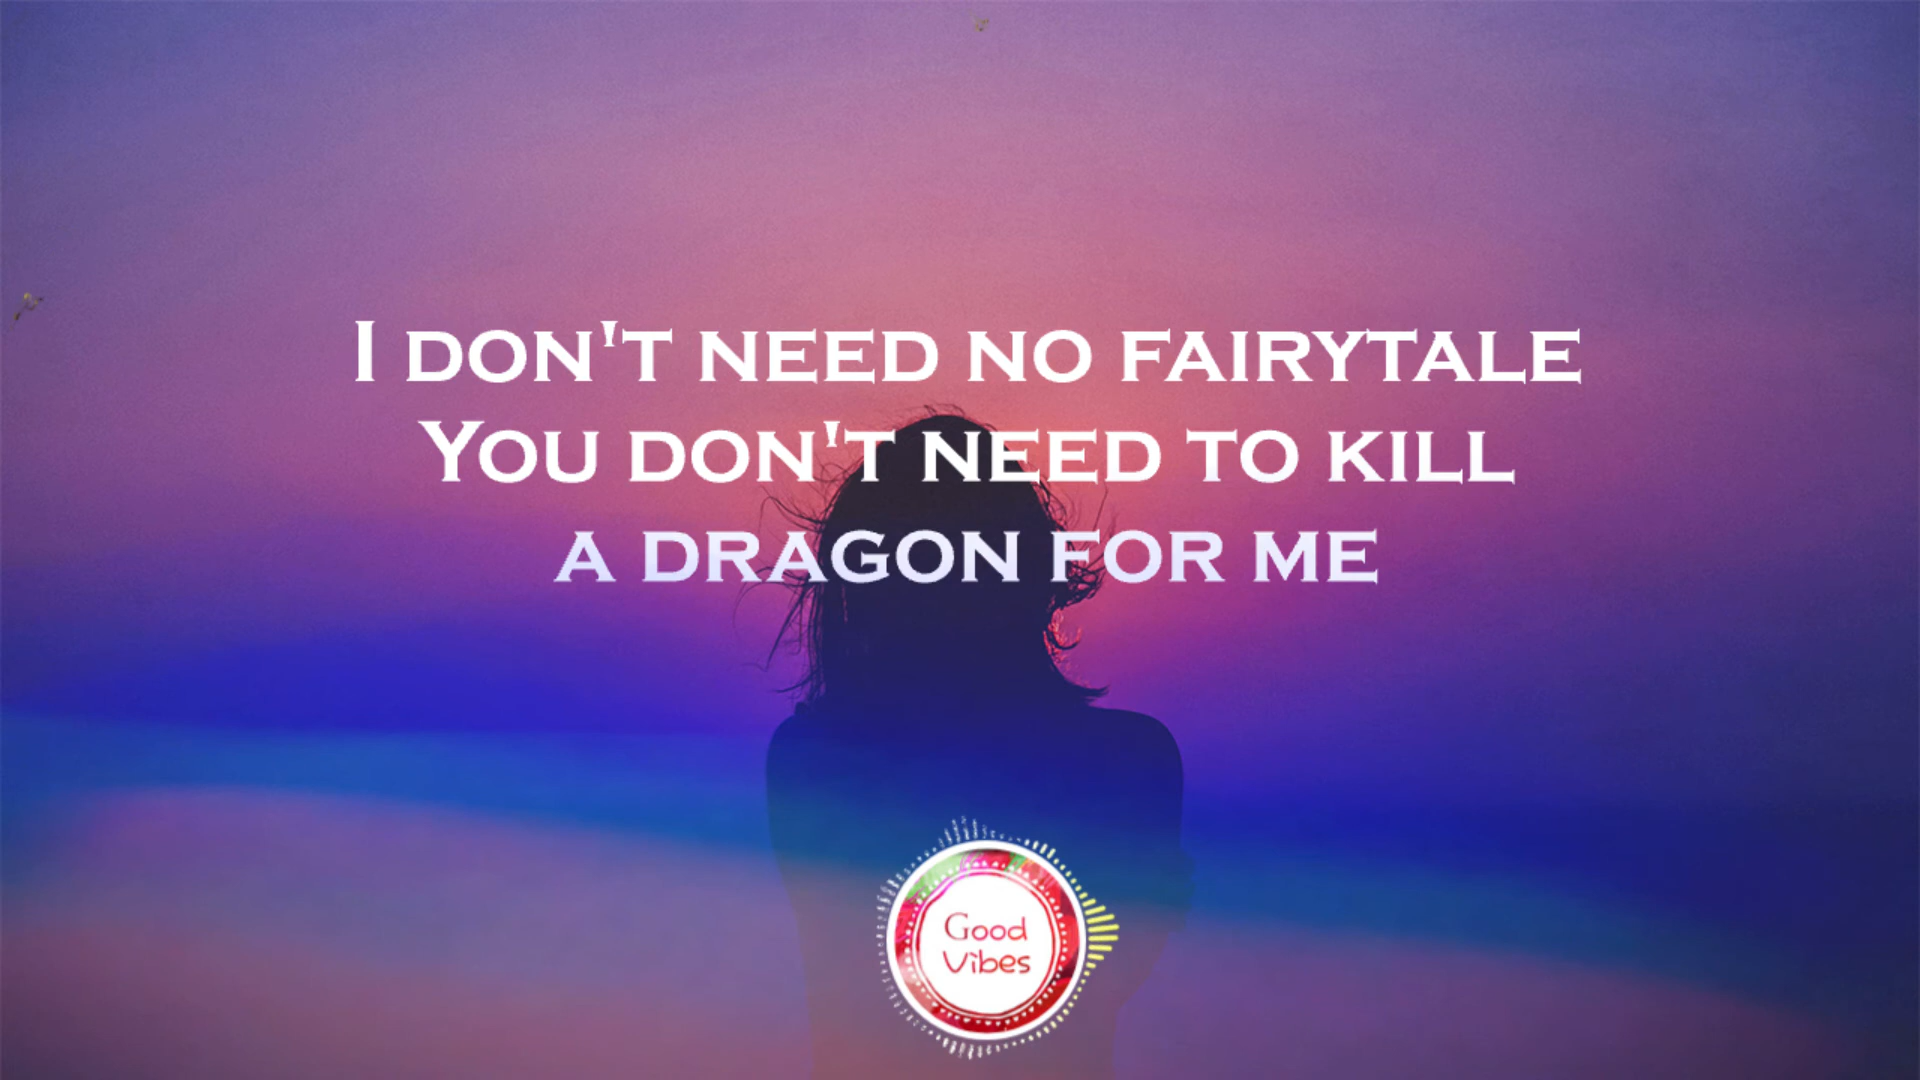 I DON'T NEED NO FAIRYTALE
YOU DON'T NEED TO KILL
A DRAGON FOR ME
Good
Vibes